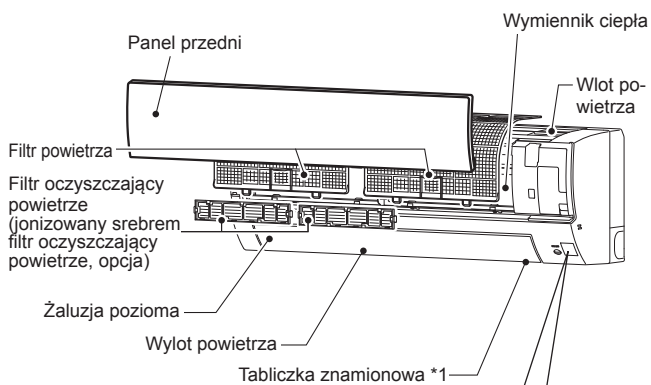 Wymiennik ciepła
Panel przedni
Wlot po-
wietrza
Filtr powietrza
Filtr oczyszczający
powietrze
(jonizowany srebrem
filtr oczyszczający
powietrze, opcja)
Żaluzja pozioma
Wylot powietrza
Tabliczka znamionowa *1